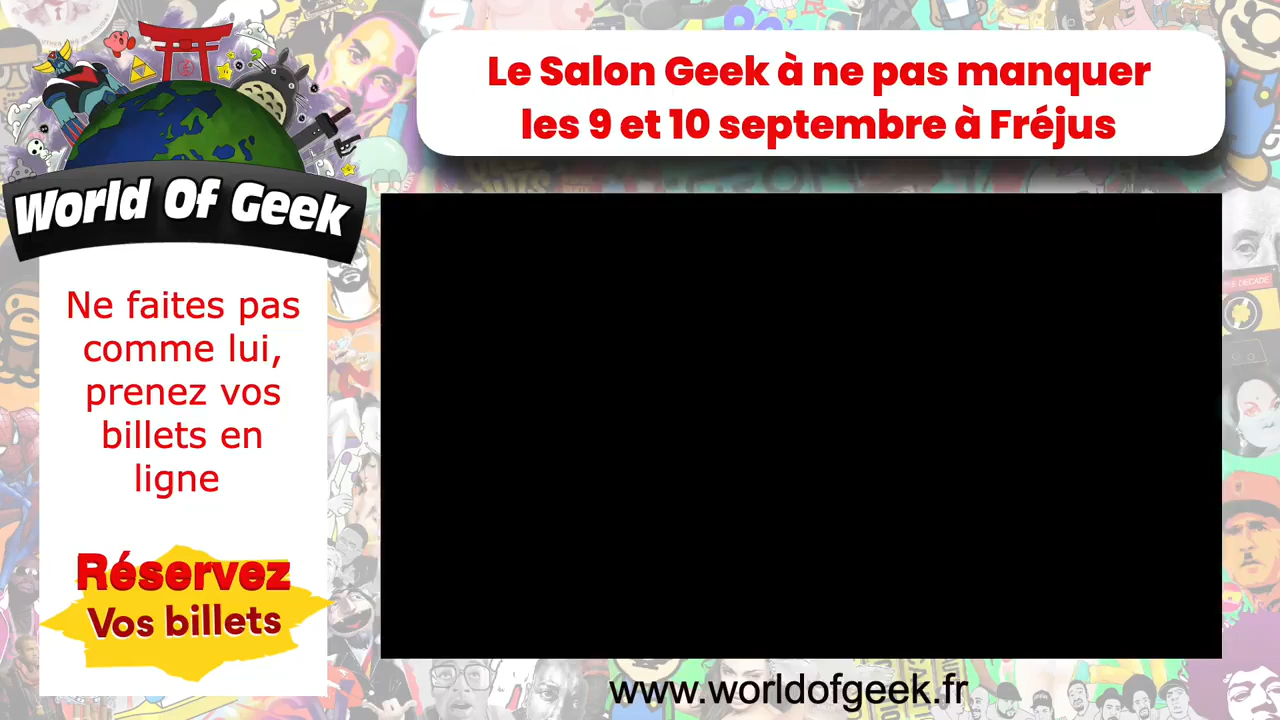 Le Salon Geek à ne pas manquer
les 9 et 10 septembre à Fréjus
World Of Geek
Ne faites pas
comme lui,
prenez vos
billets en
ligne
Réservez
Vos billets
www.worldofgeek.fr